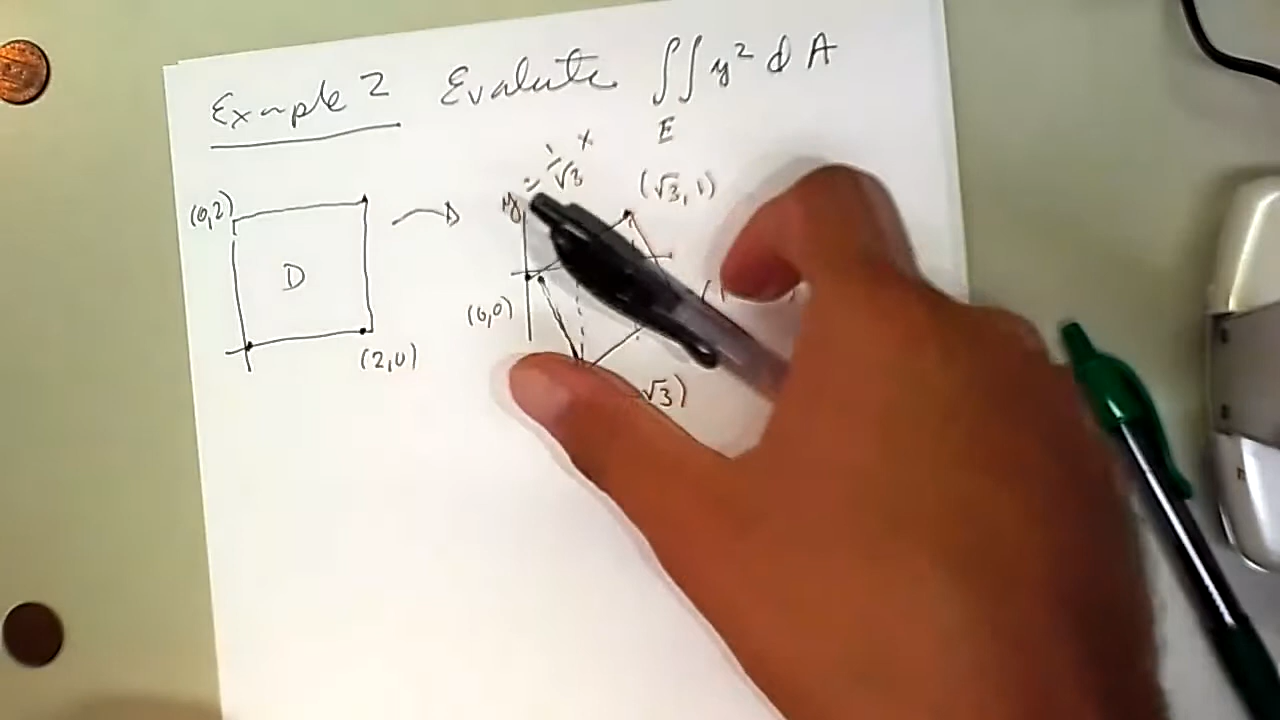 Example 2 Evaluate ∬ y² dA
E
y = 1/√3 x
(√3, 1)
(0,2)
D
(0,0)
(2,0)
√3)